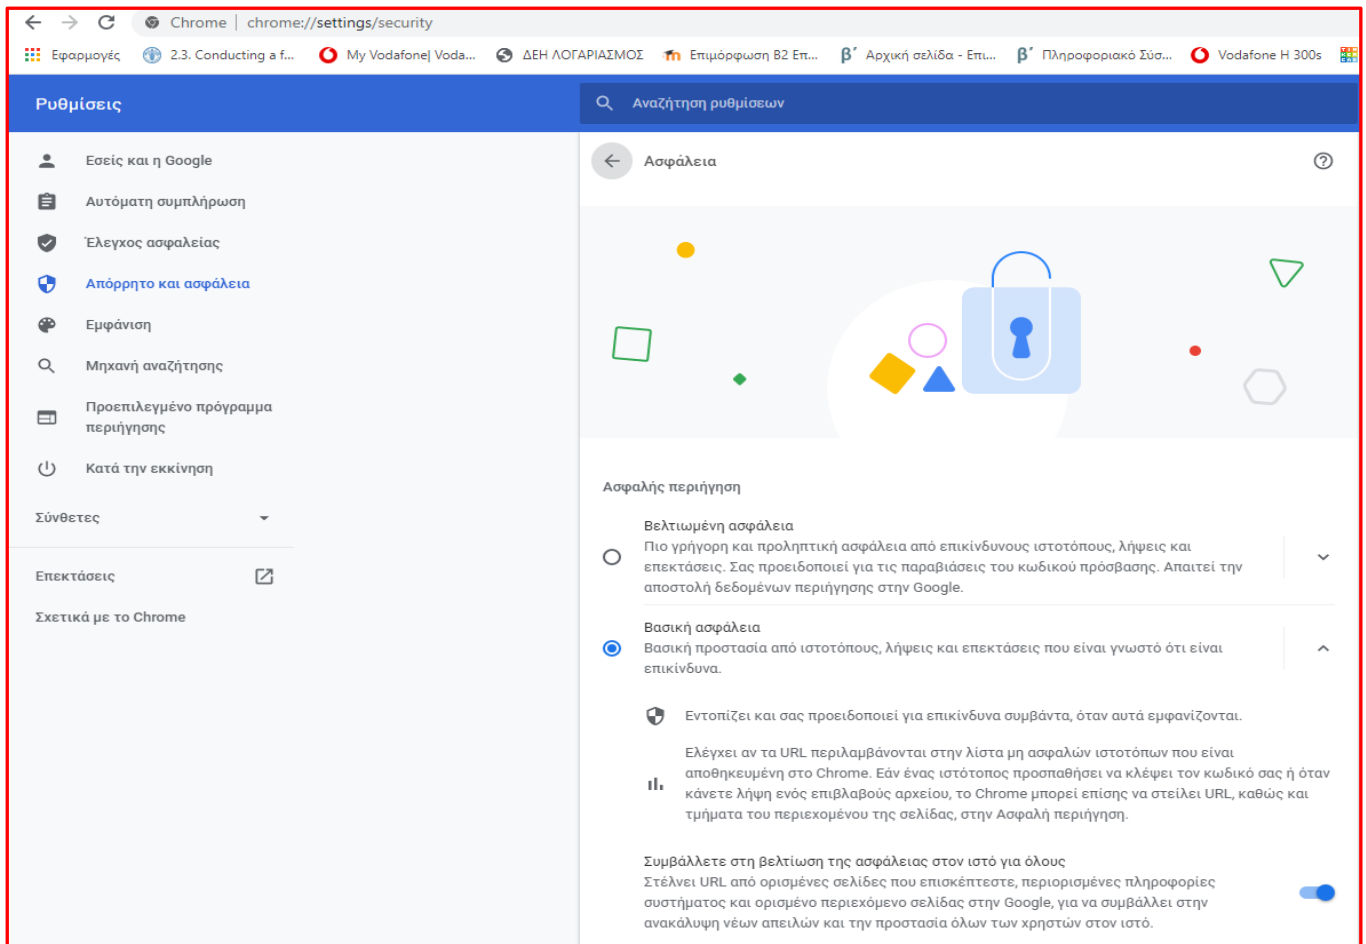 Chrome | chrome://settings/security
Εφαρμογές 2.3. Conducting a f... My Vodafone| Voda... ΔΕΗ ΛΟΓΑΡΙΑΣΜΟΣ Επιμόρφωση Β2 Επ... β΄ Αρχική σελίδα - Επι... β΄ Πληροφοριακό Σύσ... Vodafone H 300s
Ρυθμίσεις
Αναζήτηση ρυθμίσεων
Εσείς και η Google
Αυτόματη συμπλήρωση
Έλεγχος ασφαλείας
Απόρρητο και ασφάλεια
Εμφάνιση
Μηχανή αναζήτησης
Προεπιλεγμένο πρόγραμμα
περιήγησης
Κατά την εκκίνηση
Σύνθετες
Επεκτάσεις
Σχετικά με το Chrome
Ασφάλεια
Ασφαλής περιήγηση
Βελτιωμένη ασφάλεια
Πιο γρήγορη και προληπτική ασφάλεια από επικίνδυνους ιστοτόπους, λήψεις και
επεκτάσεις. Σας προειδοποιεί για τις παραβιάσεις του κωδικού πρόσβασης. Απαιτεί την
αποστολή δεδομένων περιήγησης στην Google.
Βασική ασφάλεια
Βασική προστασία από ιστοτόπους, λήψεις και επεκτάσεις που είναι γνωστό ότι είναι
επικίνδυνα.
Εντοπίζει και σας προειδοποιεί για επικίνδυνα συμβάντα, όταν αυτά εμφανίζονται.
Ελέγχει αν τα URL περιλαμβάνονται στην λίστα μη ασφαλών ιστοτόπων που είναι
αποθηκευμένη στο Chrome. Εάν ένας ιστότοπος προσπαθήσει να κλέψει τον κωδικό σας ή όταν
κάνετε λήψη ενός επιβλαβούς αρχείου, το Chrome μπορεί επίσης να στείλει URL, καθώς και
τμήματα του περιεχομένου της σελίδας, στην Ασφαλή περιήγηση.
Συμβάλλετε στη βελτίωση της ασφάλειας στον ιστό για όλους
Στέλνει URL από ορισμένες σελίδες που επισκέπτεστε, περιορισμένες πληροφορίες
συστήματος και ορισμένο περιεχόμενο σελίδας στην Google, για να συμβάλλει στην
ανακάλυψη νέων απειλών και την προστασία όλων των χρηστών στον ιστό.